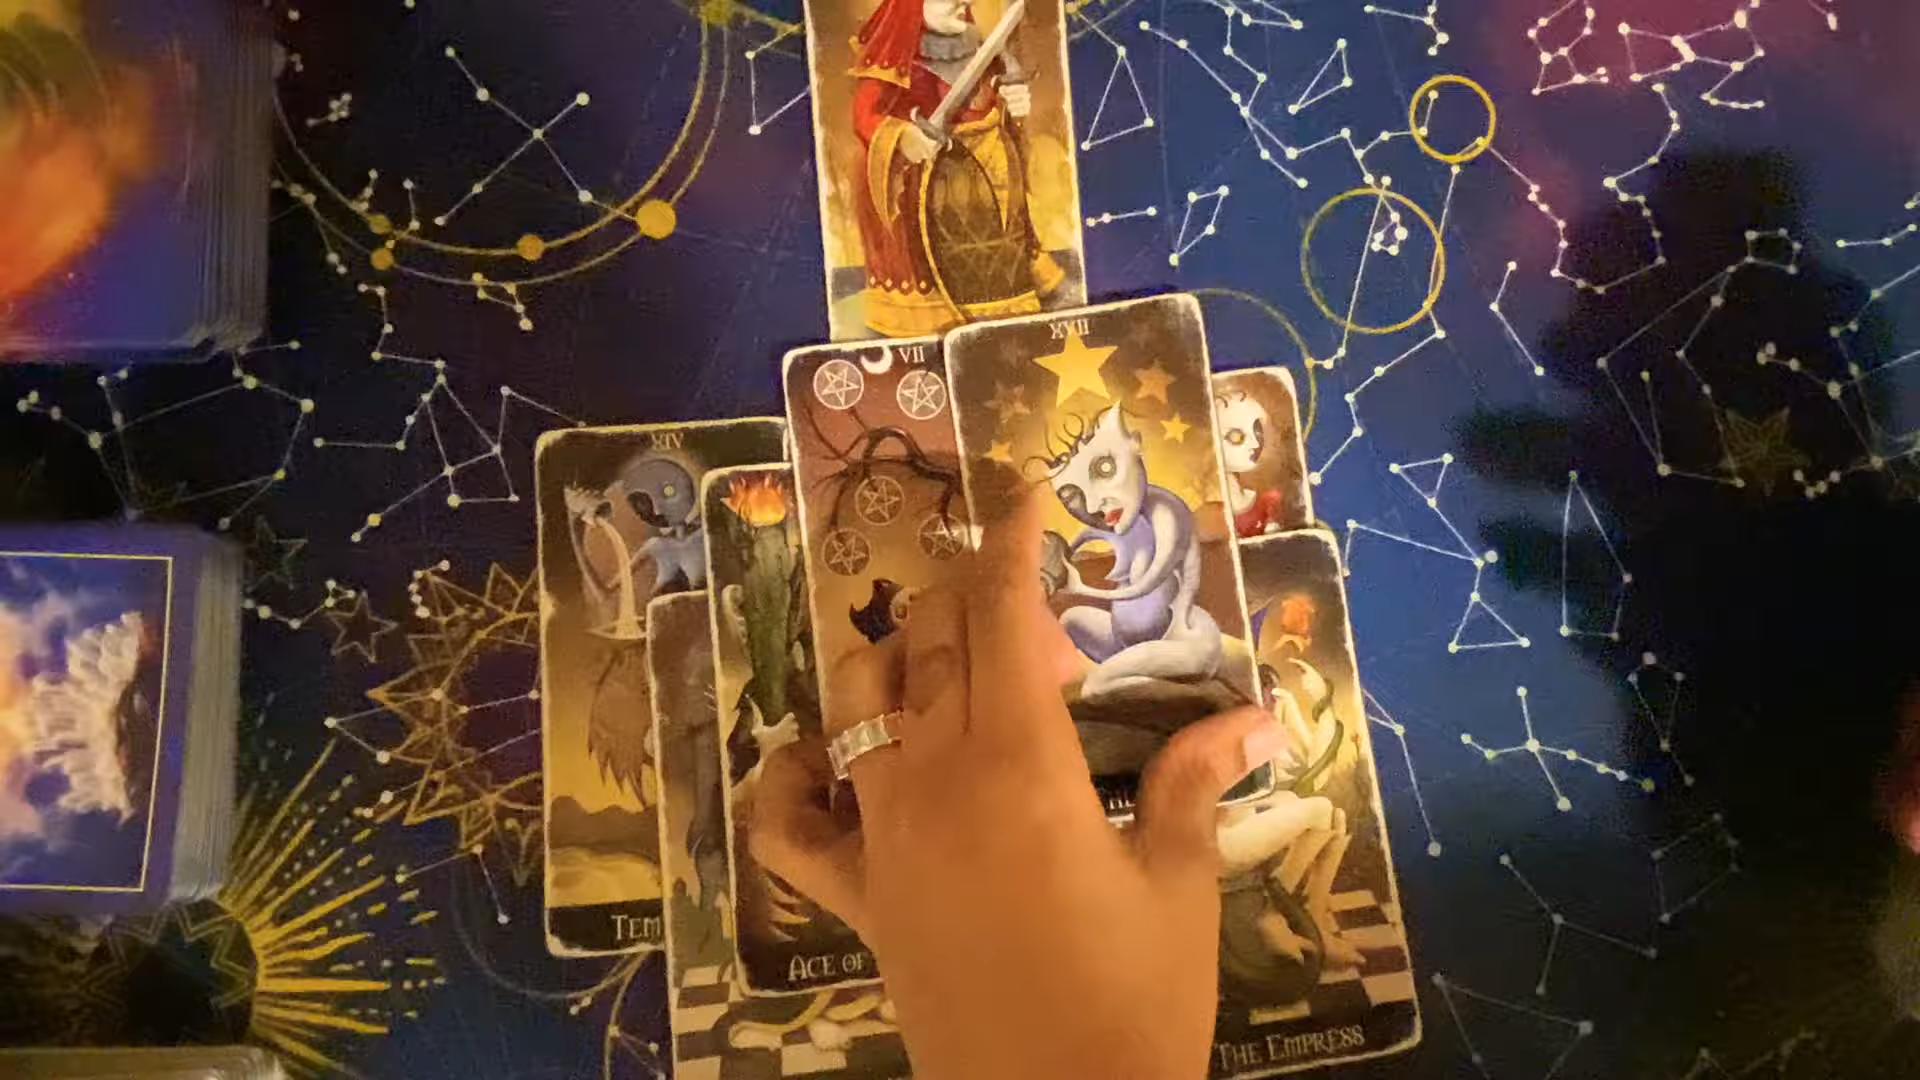 XVII
VII
XIV
TEM
ACE OF
THE EMPRESS